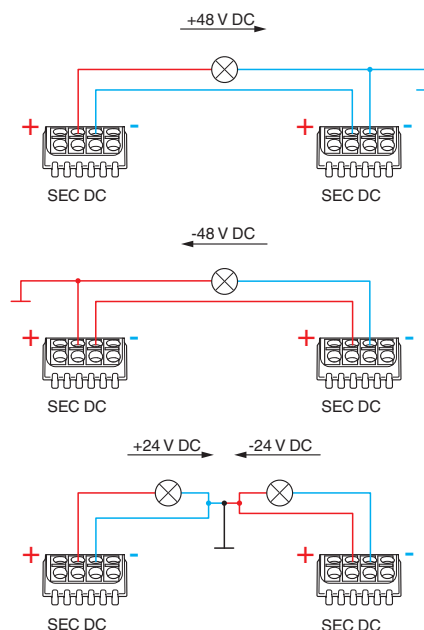 +48 V DC
+ - + -
SEC DC SEC DC
-48 V DC
+ - + -
SEC DC SEC DC
+24 V DC -24 V DC
+ - + -
SEC DC SEC DC